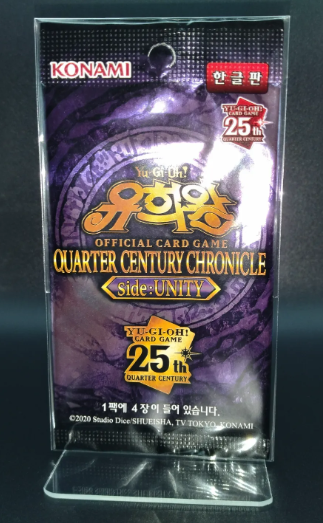 KONAMI
한글판
YU-GI-OH!
CARD GAME
25th
QUARTER CENTURY
Yu-Gi-Oh!
유희왕
OFFICIAL CARD GAME
QUARTER CENTURY CHRONICLE
side:UNITY
YU-GI-OH!
CARD GAME
25th
QUARTER CENTURY
1팩에 4장이 들어 있습니다.
©2020 Studio Dice/SHUEISHA, TV TOKYO, KONAMI